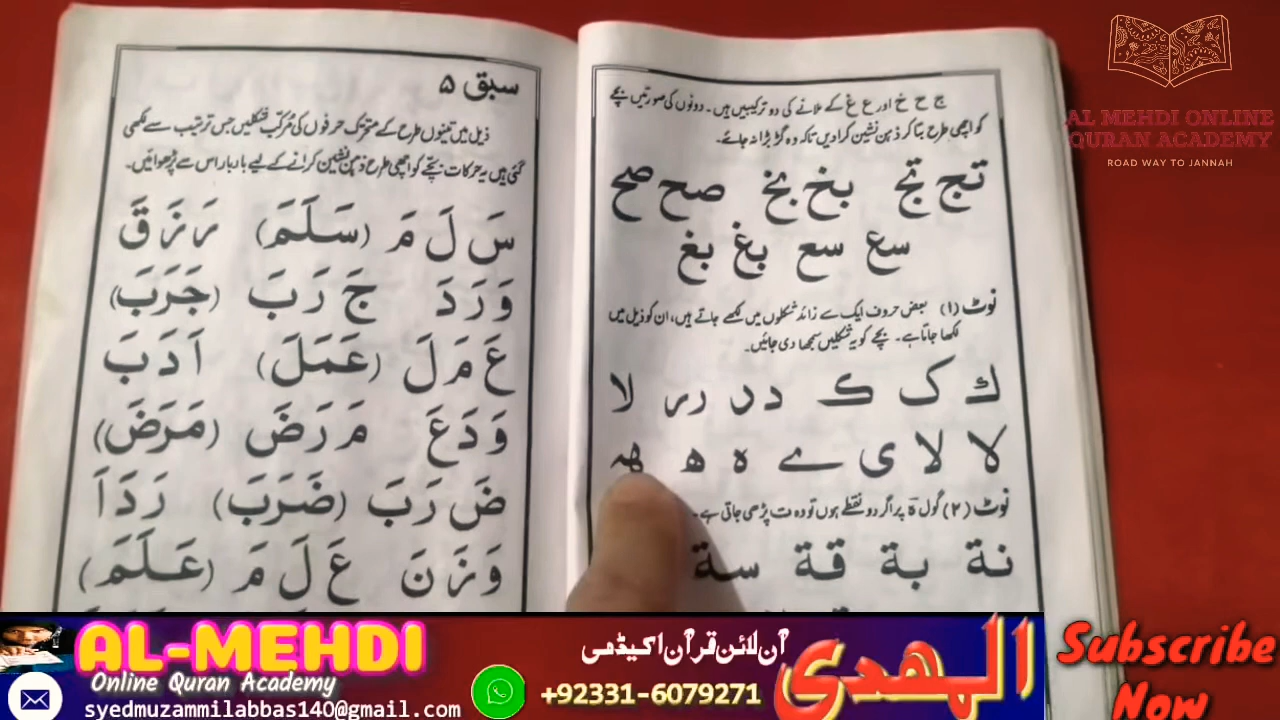 AL MEHDI ONLINE
QURAN ACADEMY
ROAD WAY TO JANNAH
ج ح خ اور ع غ کے ملانے کی دو ترکیبیں ہیں۔ دونوں کی صورتیں بچے
کو اچھی طرح بتا کر ذہن نشین کرا دیں تاکہ وہ گڑبڑا نہ جائے۔
تج تج بخ بخ صح صح
سع سع بغ بغ
نوٹ (۱) بعض حروف ایک سے زائد شکلوں میں لکھے جاتے ہیں، ان کو ذیل میں
لکھا جاتا ہے۔ بچے کو یہ شکلیں سمجھا دی جائیں۔
ك ک ڪ د ر ر لا
لا لا ی ے ہ ھ
نوٹ (۲) گول ة پر اگر دو نقطے ہوں تو وہ ت پڑھی جاتی ہے۔
نة بة قة سة
سبق ۵
ذیل میں تینوں طرح کے متحرک حرفوں کی مرکب شکلیں جس ترتیب سے لکھی
گئی ہیں یہ حرکات بچّے کو اچھی طرح ذہن نشین کرانے کے لیے بار بار اس سے پڑھوائیں۔
سَ لَ مَ (سَلَمَ) رَ زَ قَ
وَ رَ دَ جَ رَ بَ (جَرَبَ)
عَ مَ لَ (عَمَلَ) اَ دَ بَ
وَ دَ عَ مَ رَ ضَ (مَرَضَ)
ضَ رَ بَ (ضَرَبَ) رَ دَ اَ
وَ زَ نَ عَ لَ مَ (عَلَمَ)
AL-MEHDI
Online Quran Academy
syedmuzammilabbas140@gmail.com
آن لائن قرآن اکیڈمی
+92331-6079271
الهدى
Subscribe
Now